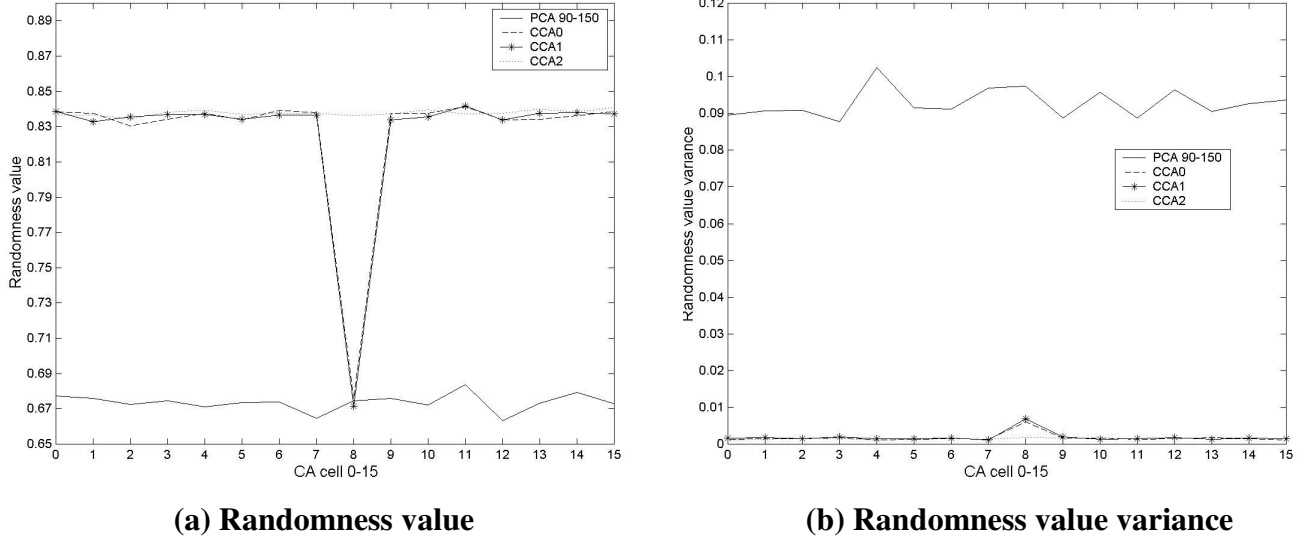 0.89
0.87
0.85
0.83
0.81
0.79
0.77
0.75
0.73
0.71
0.69
0.67
0.65
Randomness value
PCA 90-150
CCA0
CCA1
CCA2
0 1 2 3 4 5 6 7 8 9 10 11 12 13 14 15
CA cell 0-15
(a) Randomness value
0.12
0.11
0.1
0.09
0.08
0.07
0.06
0.05
0.04
0.03
0.02
0.01
0
Randomness value variance
PCA 90-150
CCA0
CCA1
CCA2
0 1 2 3 4 5 6 7 8 9 10 11 12 13 14 15
CA cell 0-15
(b) Randomness value variance